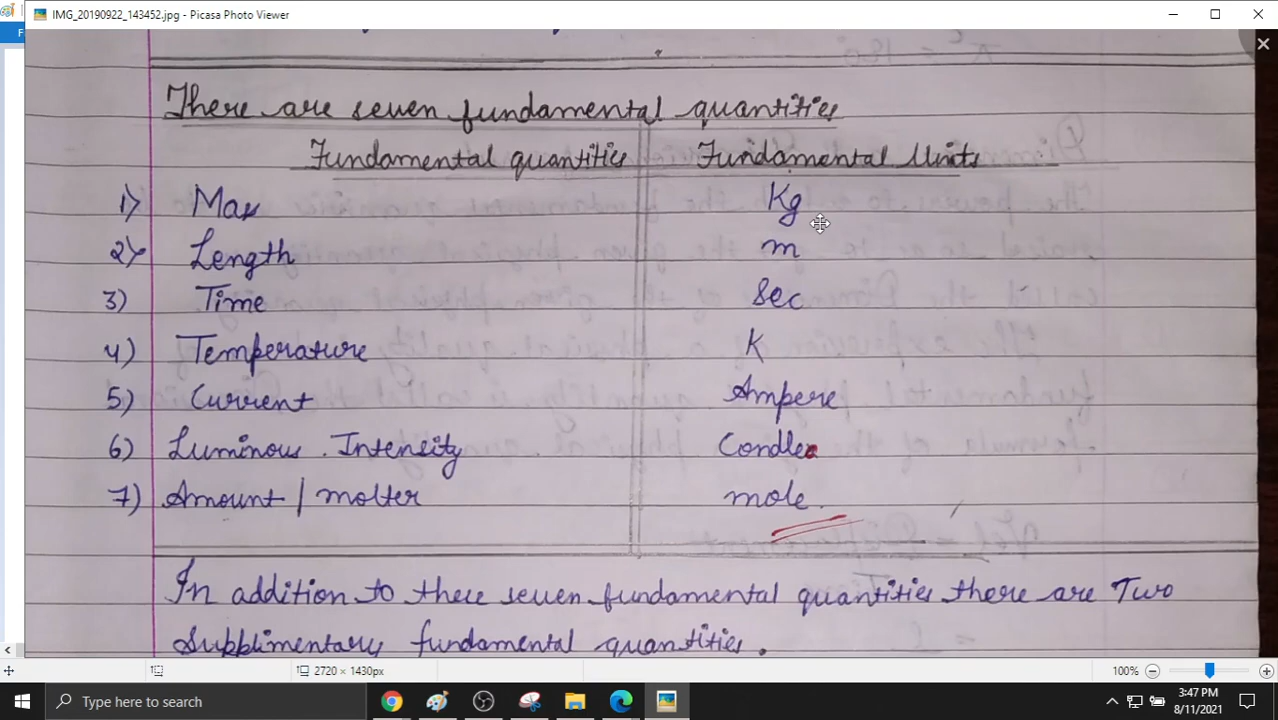 IMG_20190922_143452.jpg - Picasa Photo Viewer
There are seven fundamental quantities
Fundamental quantities Fundamental Units
1) Mass Kg
2) Length m
3) Time Sec
4) Temperature K
5) Current Ampere
6) Luminous . Intensity Candle
7) Amount / molter mole .
In addition to these seven fundamental quantities there are Two
Supplimentary fundamental quantities .
2720 × 1430px 100%
Type here to search 3:47 PM
8/11/2021